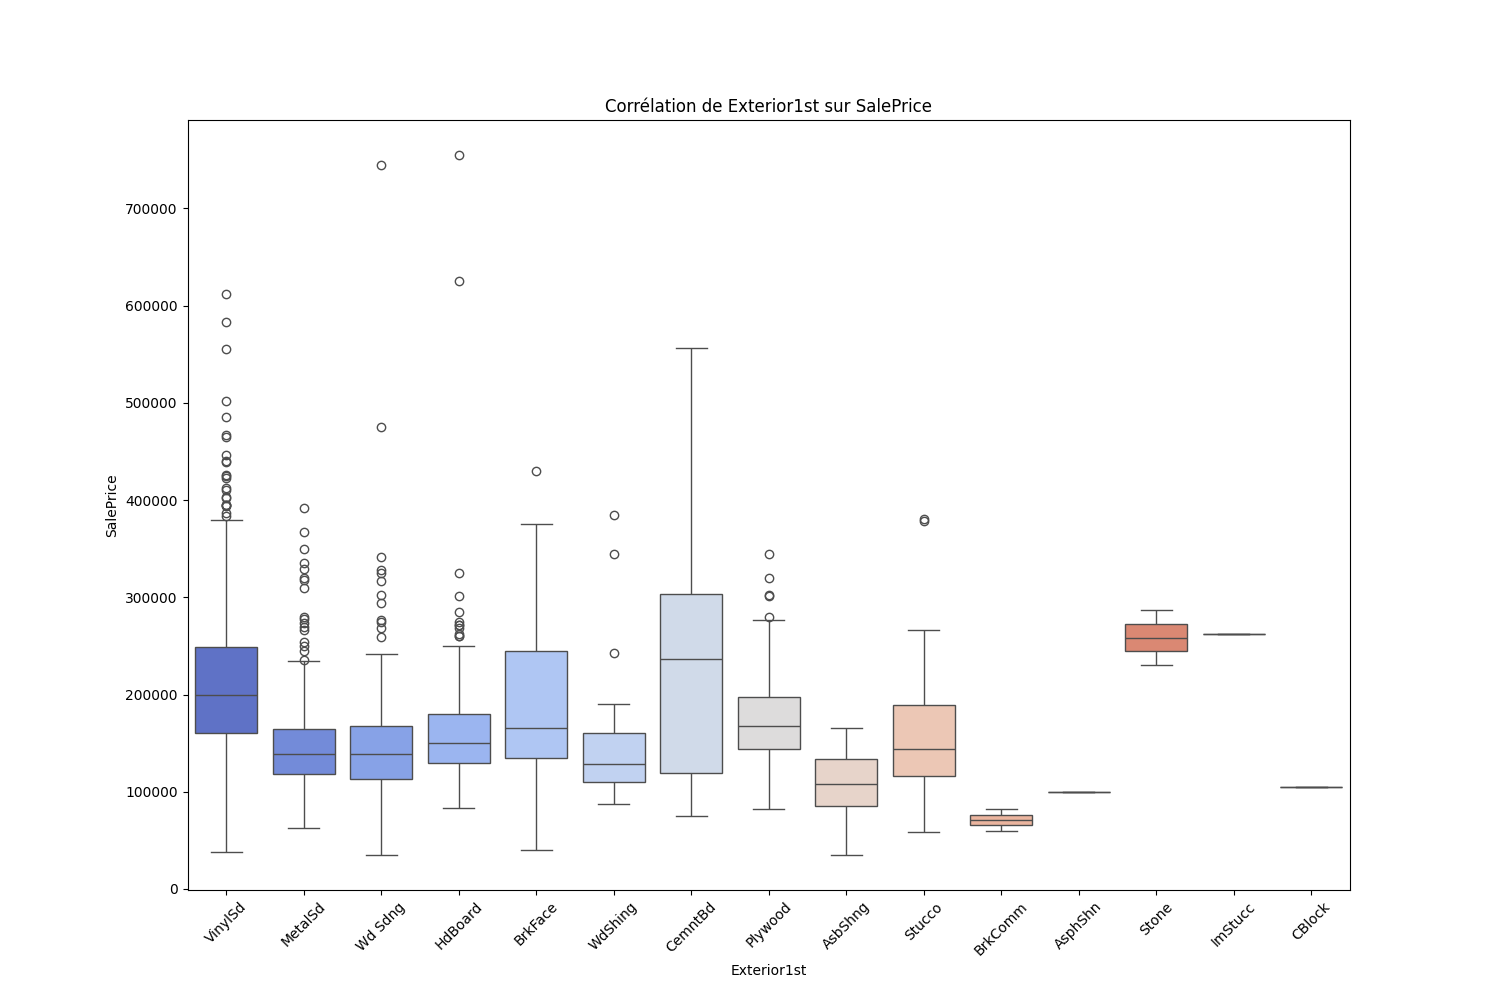 Corrélation de Exterior1st sur SalePrice
SalePrice
700000
600000
500000
400000
300000
200000
100000
0
VinylSd
MetalSd
Wd Sdng
HdBoard
BrkFace
WdShing
CemntBd
Plywood
AsbShng
Stucco
BrkComm
AsphShn
Stone
ImStucc
CBlock
Exterior1st